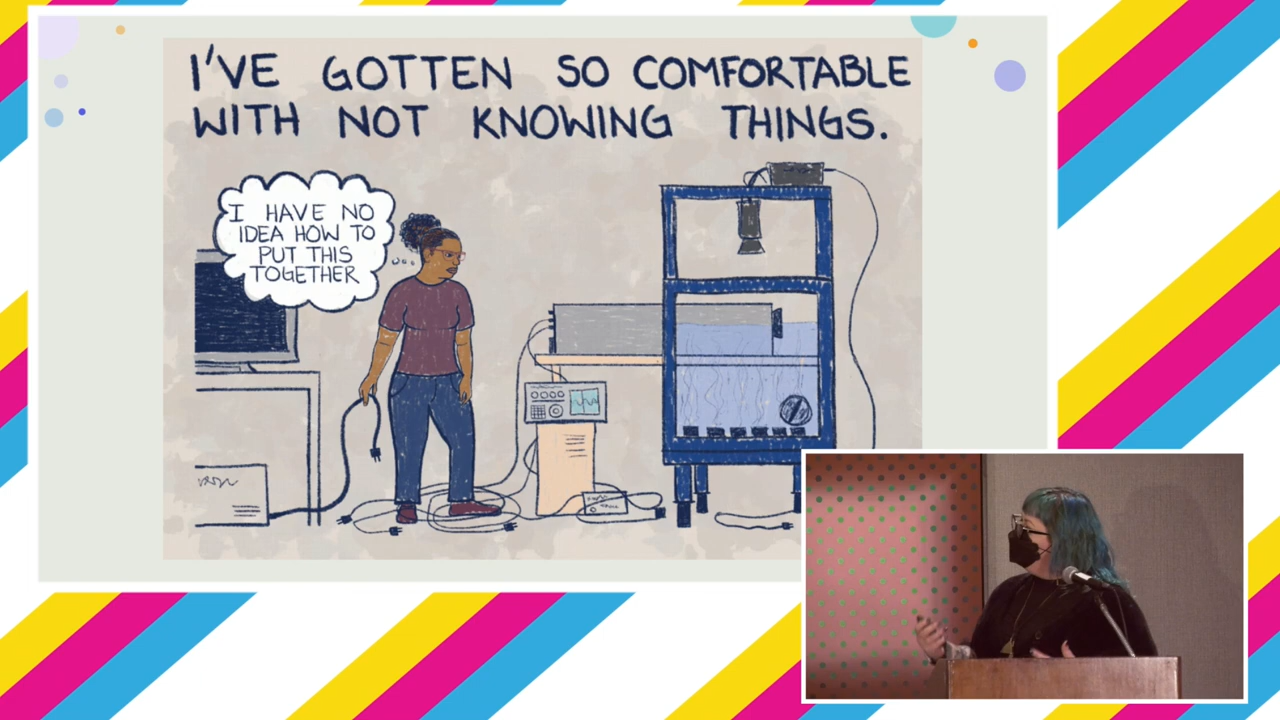 I'VE GOTTEN SO COMFORTABLE
WITH NOT KNOWING THINGS.
I HAVE NO
IDEA HOW TO
PUT THIS
TOGETHER